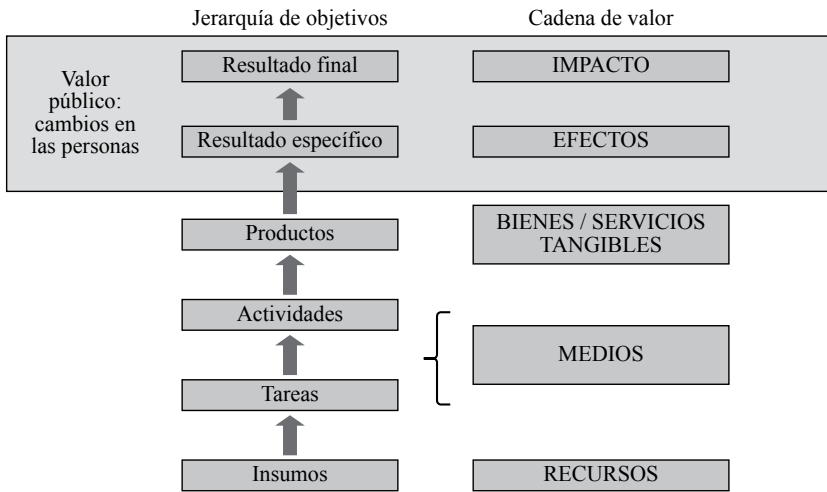 Jerarquía de objetivos
Cadena de valor
Valor
público:
cambios en
las personas
Resultado final
IMPACTO
Resultado específico
EFECTOS
Productos
BIENES / SERVICIOS
TANGIBLES
Actividades
MEDIOS
Tareas
Insumos
RECURSOS